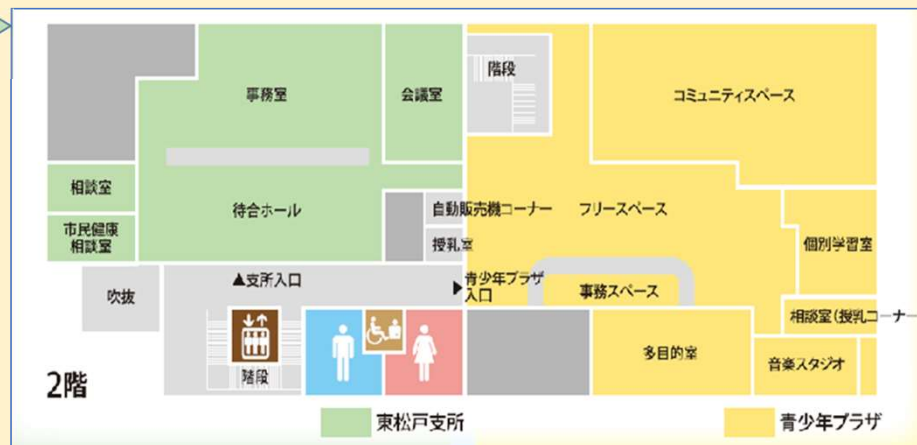 階段
事務室
会議室
コミュニティスペース
相談室
待合ホール
自動販売機コーナー
フリースペース
市民健康
相談室
授乳室
個別学習室
吹抜
▲支所入口
▶青少年プラザ
入口
事務スペース
相談室(授乳コーナー
多目的室
音楽スタジオ
階段
2階
東松戸支所
青少年プラザ